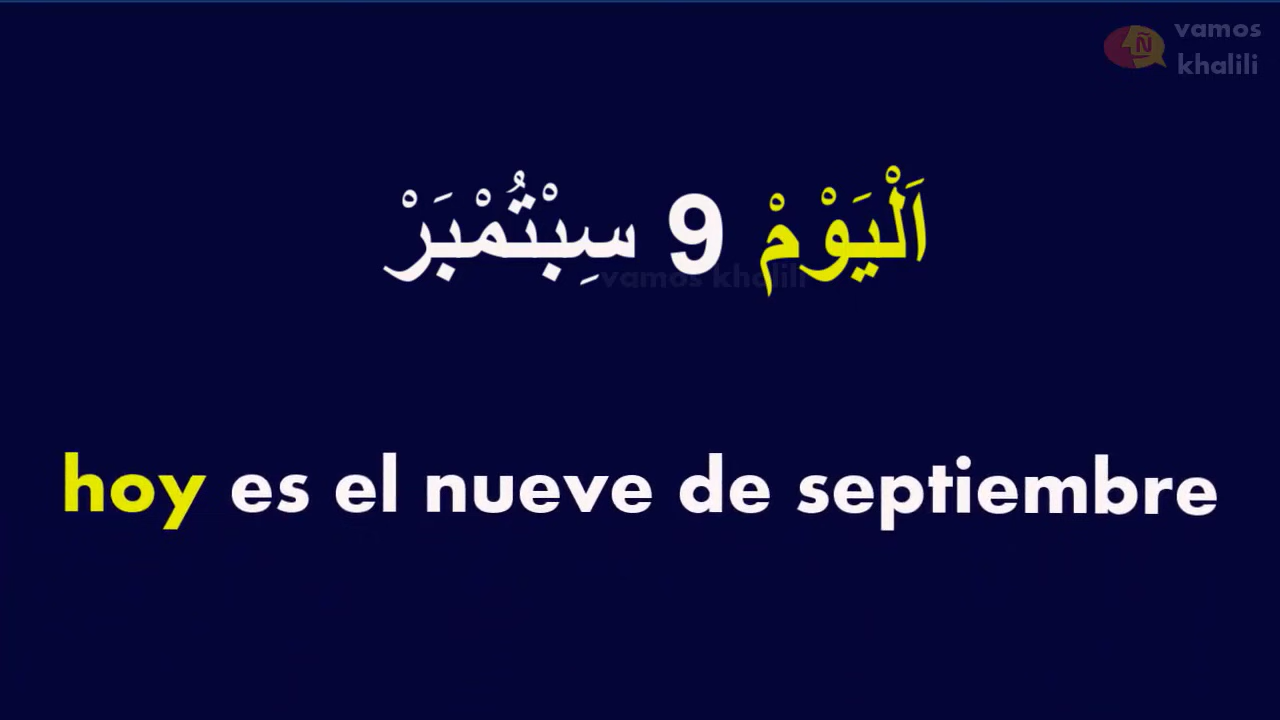 vamos
khalili
اَلْيَوْمْ 9 سِبْتُمْبَرْ
vamos khalili
hoy es el nueve de septiembre